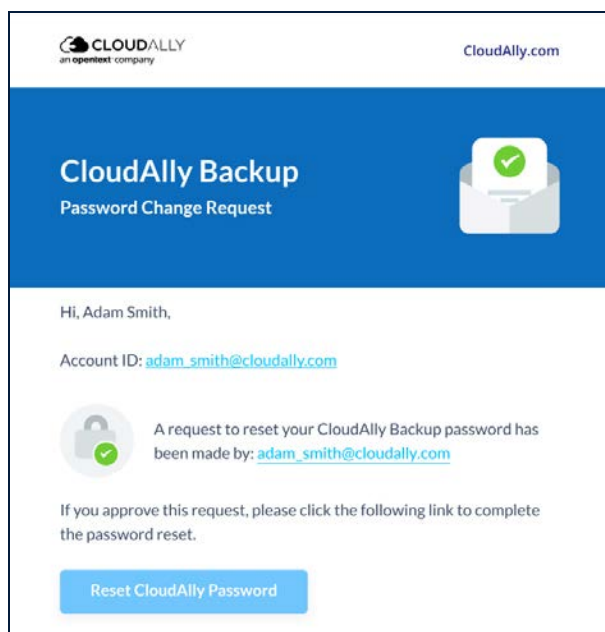 CLOUDALLY
an opentext company
CloudAlly.com
CloudAlly Backup
Password Change Request
Hi, Adam Smith,
Account ID: adam_smith@cloudally.com
A request to reset your CloudAlly Backup password has
been made by: adam_smith@cloudally.com
If you approve this request, please click the following link to complete
the password reset.
Reset CloudAlly Password